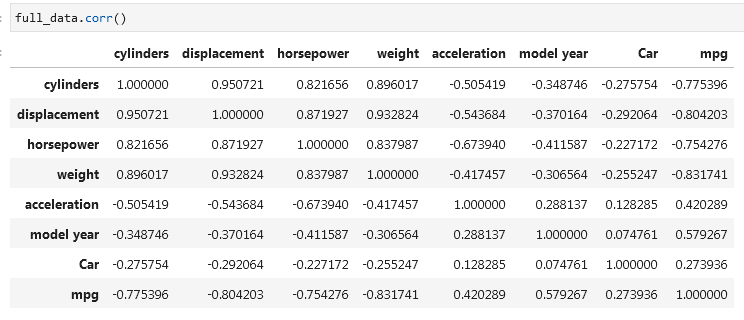 full_data.corr()
cylinders displacement horsepower weight acceleration model year Car mpg
cylinders 1.000000 0.950721 0.821656 0.896017 -0.505419 -0.348746 -0.275754 -0.775396
displacement 0.950721 1.000000 0.871927 0.932824 -0.543684 -0.370164 -0.292064 -0.804203
horsepower 0.821656 0.871927 1.000000 0.837987 -0.673940 -0.411587 -0.227172 -0.754276
weight 0.896017 0.932824 0.837987 1.000000 -0.417457 -0.306564 -0.255247 -0.831741
acceleration -0.505419 -0.543684 -0.673940 -0.417457 1.000000 0.288137 0.128285 0.420289
model year -0.348746 -0.370164 -0.411587 -0.306564 0.288137 1.000000 0.074761 0.579267
Car -0.275754 -0.292064 -0.227172 -0.255247 0.128285 0.074761 1.000000 0.273936
mpg -0.775396 -0.804203 -0.754276 -0.831741 0.420289 0.579267 0.273936 1.000000